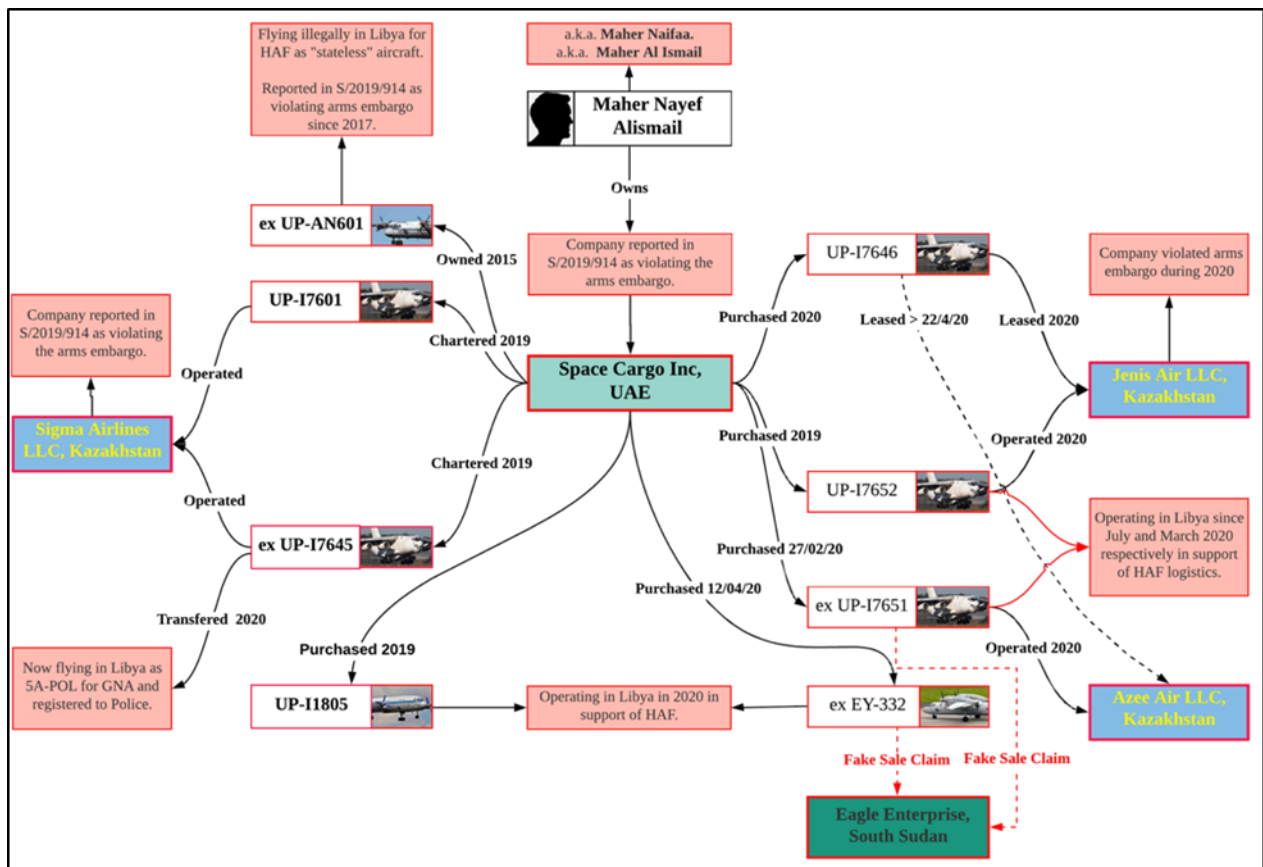 Flying illegally in Libya for
HAF as "stateless" aircraft.
Reported in S/2019/914 as
violating arms embargo
since 2017.
a.k.a. Maher Naifaa.
a.k.a. Maher Al Ismail
Maher Nayef
Alismail
Owns
ex UP-AN601
Owned 2015
Company reported in
S/2019/914 as violating the
arms embargo.
UP-I7646
Company violated arms
embargo during 2020
UP-I7601
Chartered 2019
Purchased 2020
Leased > 22/4/20
Leased 2020
Company reported in
S/2019/914 as violating
the arms embargo.
Operated
Space Cargo Inc,
UAE
Jenis Air LLC,
Kazakhstan
Sigma Airlines
LLC, Kazakhstan
Chartered 2019
Purchased 2019
Operated 2020
Operated
UP-I7652
ex UP-I7645
Purchased 27/02/20
Operating in Libya since
July and March 2020
respectively in support
of HAF logistics.
Purchased 12/04/20
ex UP-I7651
Transfered 2020
Operated 2020
Purchased 2019
Now flying in Libya as
5A-POL for GNA and
registered to Police.
UP-I1805
Operating in Libya in 2020 in
support of HAF.
ex EY-332
Azee Air LLC,
Kazakhstan
Fake Sale Claim
Fake Sale Claim
Eagle Enterprise,
South Sudan